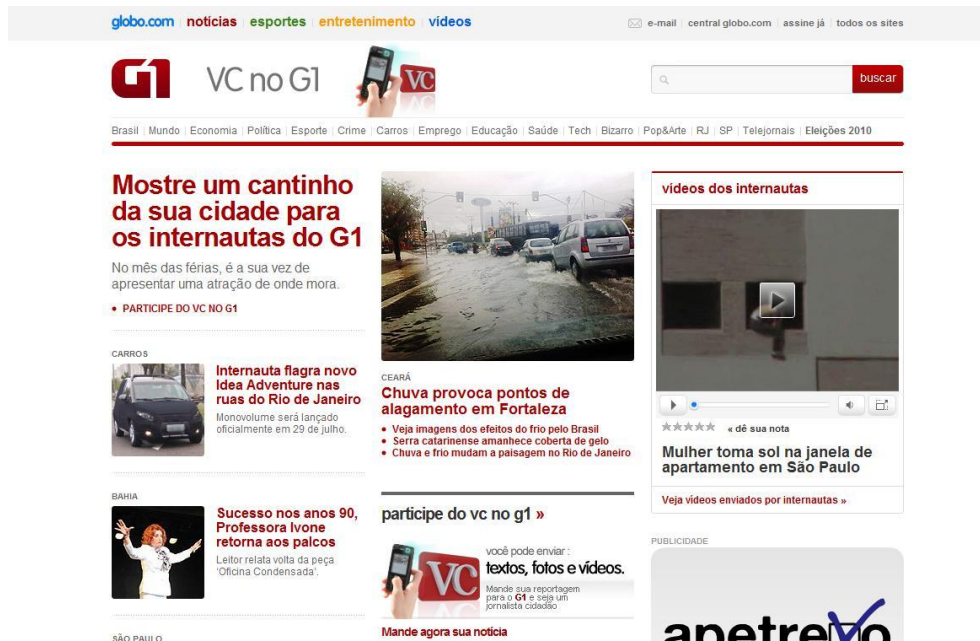 globo.com notícias esportes entretenimento vídeos
e-mail central globo.com assine já todos os sites
G1 VC no G1 VC
buscar
Brasil Mundo Economia Política Esporte Crime Carros Emprego Educação Saúde Tech Bizarro Pop&Arte RJ SP Telejornais Eleições 2010
Mostre um cantinho
da sua cidade para
os internautas do G1
No mês das férias, é a sua vez de
apresentar uma atração de onde mora.
• PARTICIPE DO VC NO G1
CARROS
Internauta flagra novo
Idea Adventure nas
ruas do Rio de Janeiro
Monovolume será lançado
oficialmente em 29 de julho.
BAHIA
Sucesso nos anos 90,
Professora Ivone
retorna aos palcos
Leitor relata volta da peça
'Oficina Condensada'.
SÃO PAULO
CEARÁ
Chuva provoca pontos de
alagamento em Fortaleza
• Veja imagens dos efeitos do frio pelo Brasil
• Serra catarinense amanhece coberta de gelo
• Chuva e frio mudam a paisagem no Rio de Janeiro
participe do vc no g1 »
VC
você pode enviar :
textos, fotos e vídeos.
Mande sua reportagem
para o G1 e seja um
jornalista cidadão
Mande agora sua notícia
vídeos dos internautas
« dê sua nota
Mulher toma sol na janela de
apartamento em São Paulo
Veja vídeos enviados por internautas »
PUBLICIDADE
apetrevo